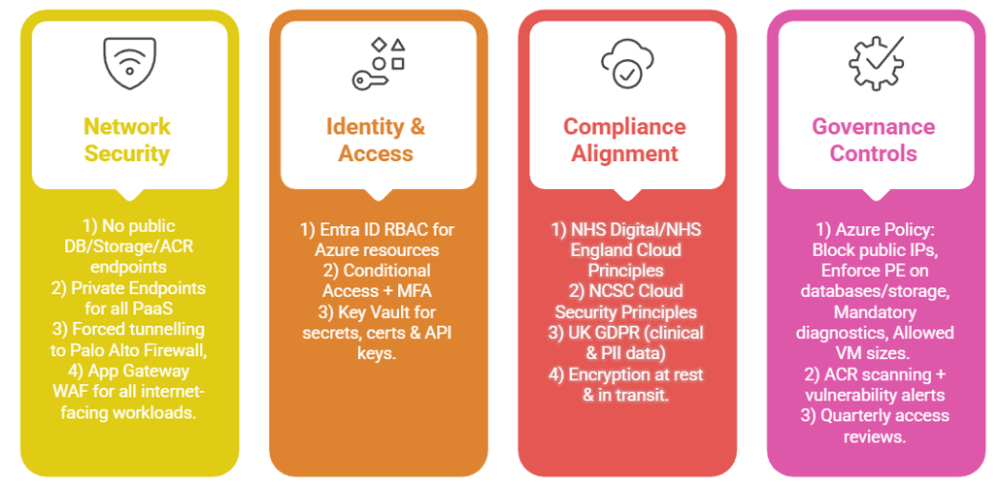 Network
Security
1) No public
DB/Storage/ACR
endpoints
2) Private Endpoints
for all PaaS
3) Forced tunnelling
to Palo Alto Firewall,
4) App Gateway
WAF for all internet-
facing workloads.
Identity &
Access
1) Entra ID RBAC for
Azure resources
2) Conditional
Access + MFA
3) Key Vault for
secrets, certs & API
keys.
Compliance
Alignment
1) NHS Digital/NHS
England Cloud
Principles
2) NCSC Cloud
Security Principles
3) UK GDPR (clinical
& PII data)
4) Encryption at rest
& in transit.
Governance
Controls
1) Azure Policy:
Block public IPs,
Enforce PE on
databases/storage,
Mandatory
diagnostics, Allowed
VM sizes.
2) ACR scanning +
vulnerability alerts
3) Quarterly access
reviews.